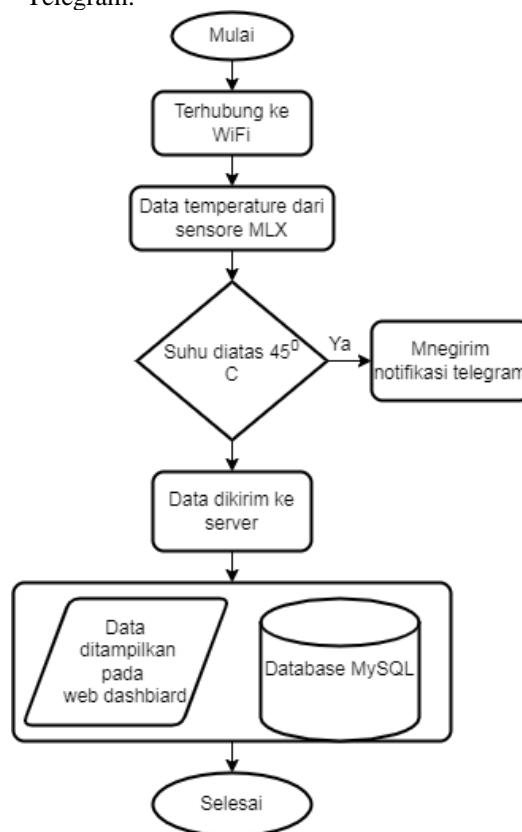 Telegram.
Mulai
Terhubung ke
WiFi
Data temperature dari
sensore MLX
Suhu diatas 45⁰
C
Ya
Mnegirim
notifikasi telegram
Data dikirim ke
server
Data
ditampilkan
pada
web dashbiard
Database MySQL
Selesai